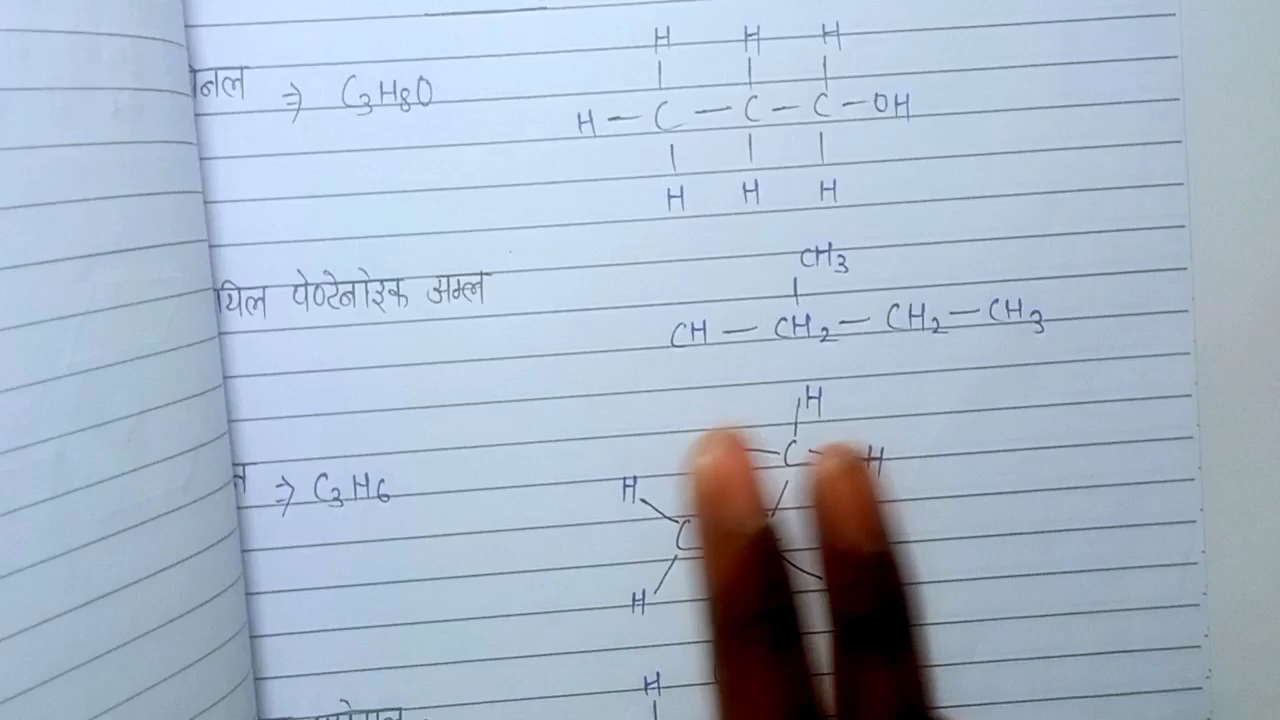 H H H
नल ⇒ C3H8O H — C — C — C — OH
H H H
CH3
थिल पेण्टेनोइक अम्ल CH — CH2 — CH2 — CH3
H
C H
न ⇒ C3H6 H
C
H
H